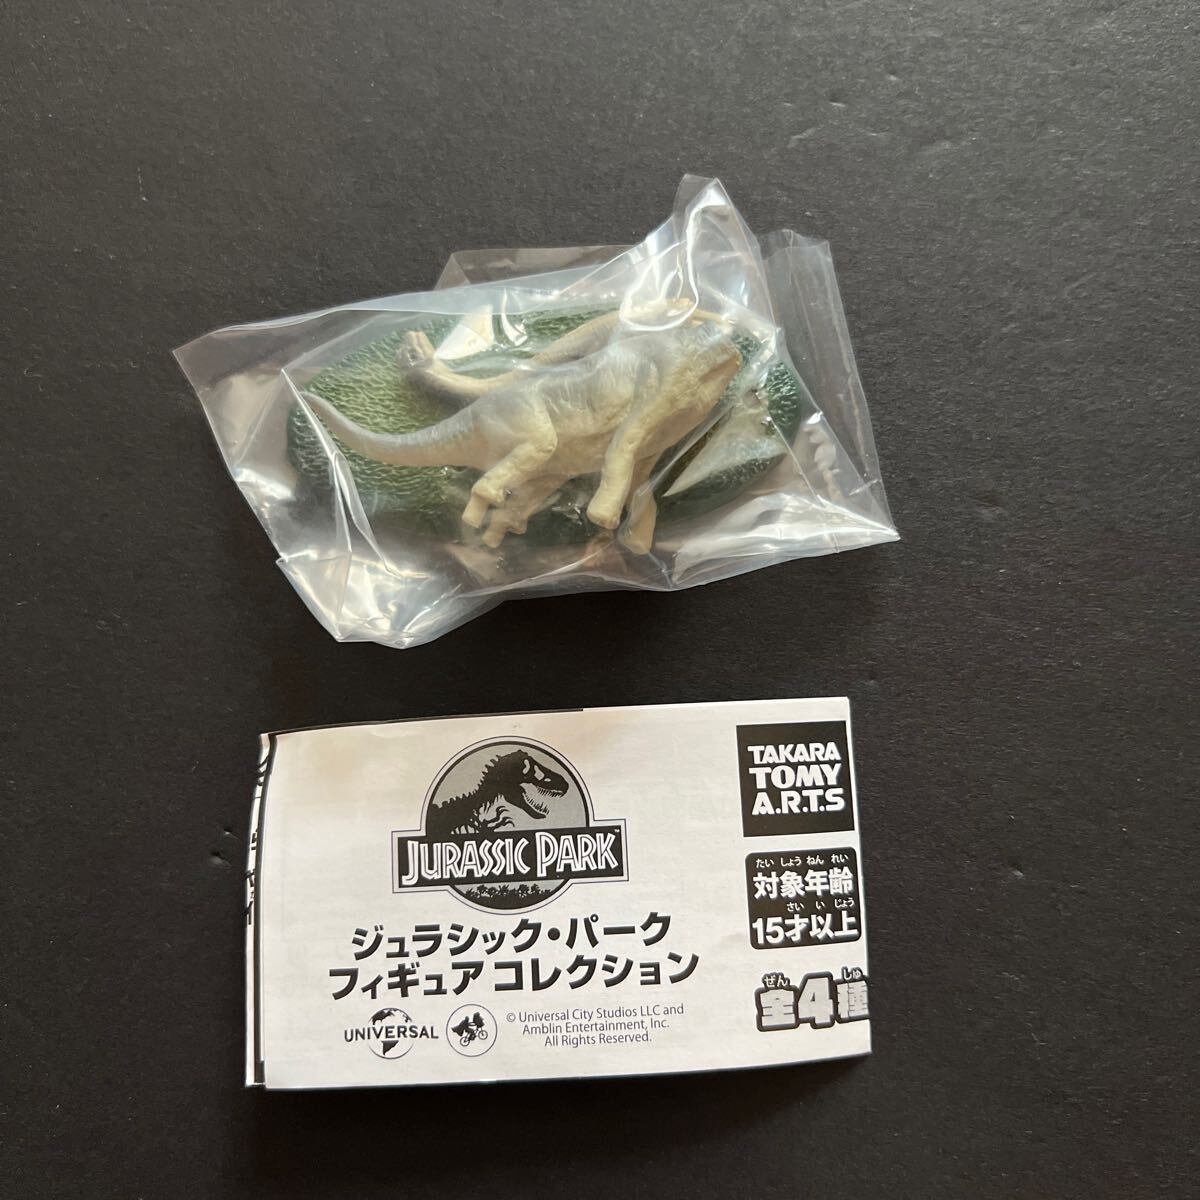 JURASSIC PARK™
ジュラシック・パーク
フィギュア コレクション
UNIVERSAL
© Universal City Studios LLC and
Amblin Entertainment, Inc.
All Rights Reserved.
TAKARA
TOMY
A.R.T.S
たい しょう ねん れい
対象年齢
さい い じょう
15才以上
ぜん しゅ
全4種